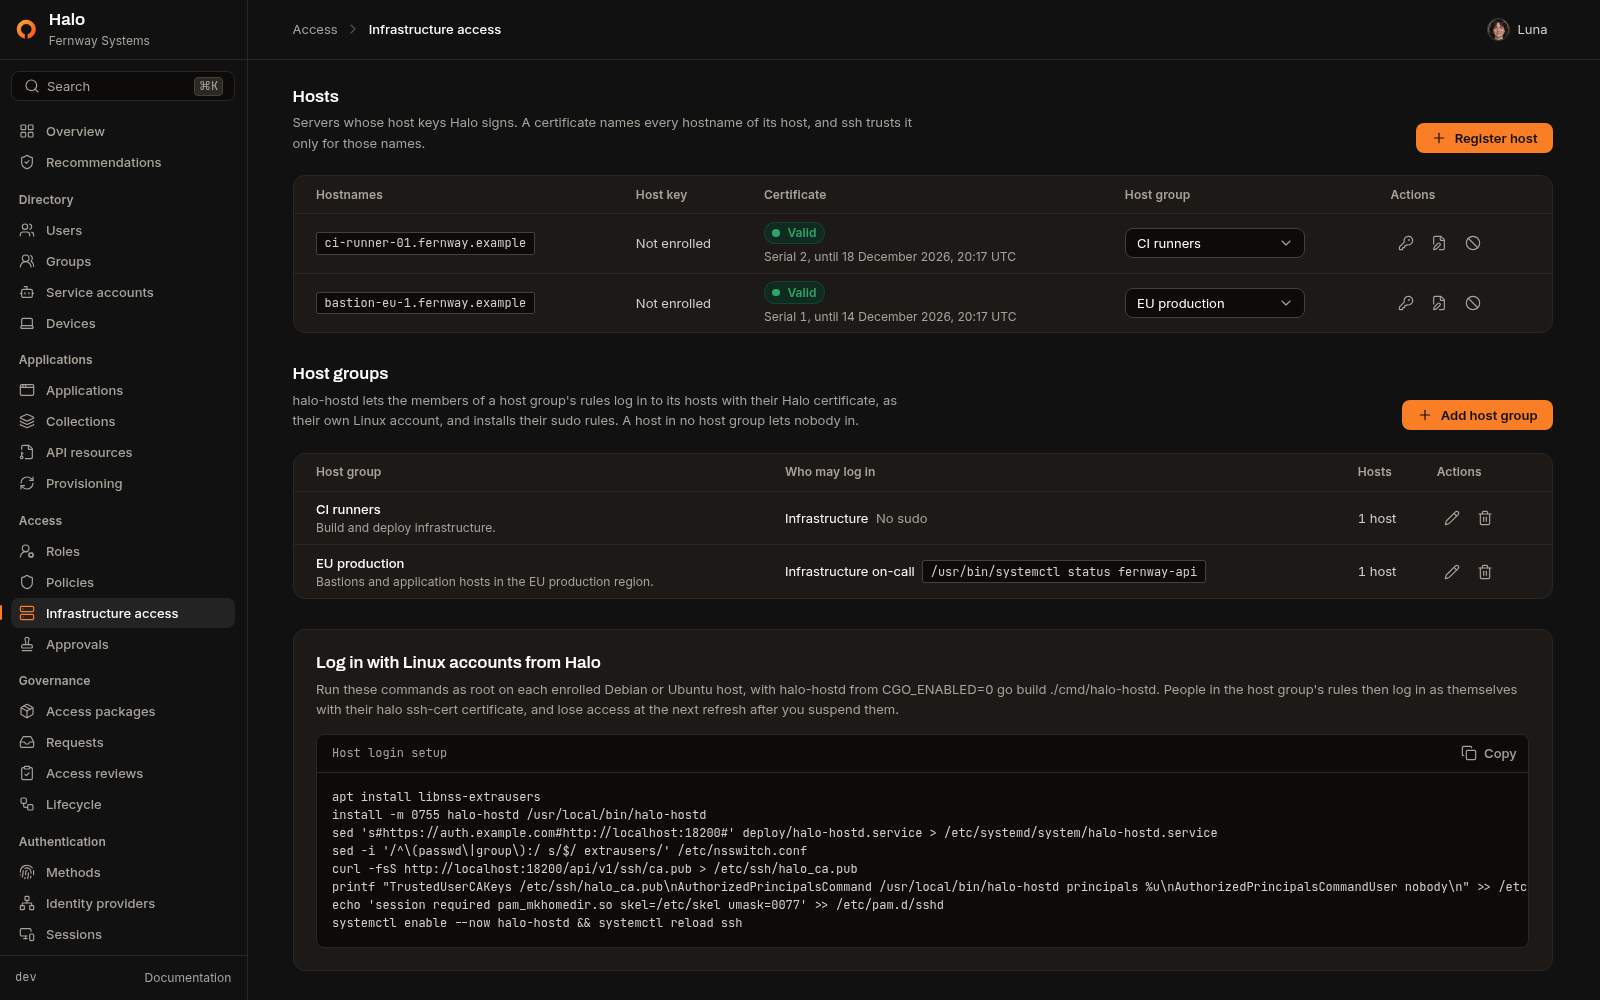 Halo
Fernway Systems
Search
⌘K
Overview
Recommendations
Directory
Users
Groups
Service accounts
Devices
Applications
Applications
Collections
API resources
Provisioning
Access
Roles
Policies
Infrastructure access
Approvals
Governance
Access packages
Requests
Access reviews
Lifecycle
Authentication
Methods
Identity providers
Sessions
dev
Documentation
Access > Infrastructure access
Luna
Hosts
Servers whose host keys Halo signs. A certificate names every hostname of its host, and ssh trusts it
only for those names.
Register host
Hostnames Host key Certificate Host group Actions
ci-runner-01.fernway.example Not enrolled Valid CI runners
Serial 2, until 18 December 2026, 20:17 UTC
bastion-eu-1.fernway.example Not enrolled Valid EU production
Serial 1, until 14 December 2026, 20:17 UTC
Host groups
halo-hostd lets the members of a host group's rules log in to its hosts with their Halo certificate, as
their own Linux account, and installs their sudo rules. A host in no host group lets nobody in.
Add host group
Host group Who may log in Hosts Actions
CI runners
Build and deploy infrastructure.
Infrastructure No sudo 1 host
EU production
Bastions and application hosts in the EU production region.
Infrastructure on-call /usr/bin/systemctl status fernway-api 1 host
Log in with Linux accounts from Halo
Run these commands as root on each enrolled Debian or Ubuntu host, with halo-hostd from CGO_ENABLED=0 go build ./cmd/halo-hostd. People in the host group's rules then log in as themselves
with their halo ssh-cert certificate, and lose access at the next refresh after you suspend them.
Host login setup
Copy
apt install libnss-extrausers
install -m 0755 halo-hostd /usr/local/bin/halo-hostd
sed 's#https://auth.example.com#http://localhost:18200#' deploy/halo-hostd.service > /etc/systemd/system/halo-hostd.service
sed -i '/^\(passwd\|group\):/ s/$/ extrausers/' /etc/nsswitch.conf
curl -fsS http://localhost:18200/api/v1/ssh/ca.pub > /etc/ssh/halo_ca.pub
printf "TrustedUserCAKeys /etc/ssh/halo_ca.pub\nAuthorizedPrincipalsCommand /usr/local/bin/halo-hostd principals %u\nAuthorizedPrincipalsCommandUser nobody\n" >> /etc
echo 'session required pam_mkhomedir.so skel=/etc/skel umask=0077' >> /etc/pam.d/sshd
systemctl enable --now halo-hostd && systemctl reload ssh